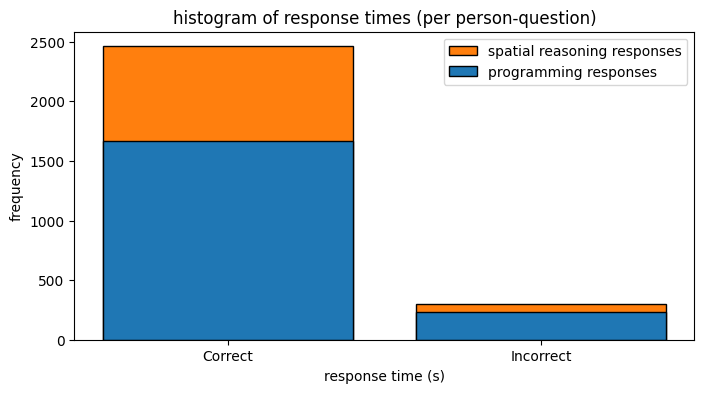 histogram of response times (per person-question)
spatial reasoning responses
programming responses
frequency
2500
2000
1500
1000
500
0
Correct
Incorrect
response time (s)